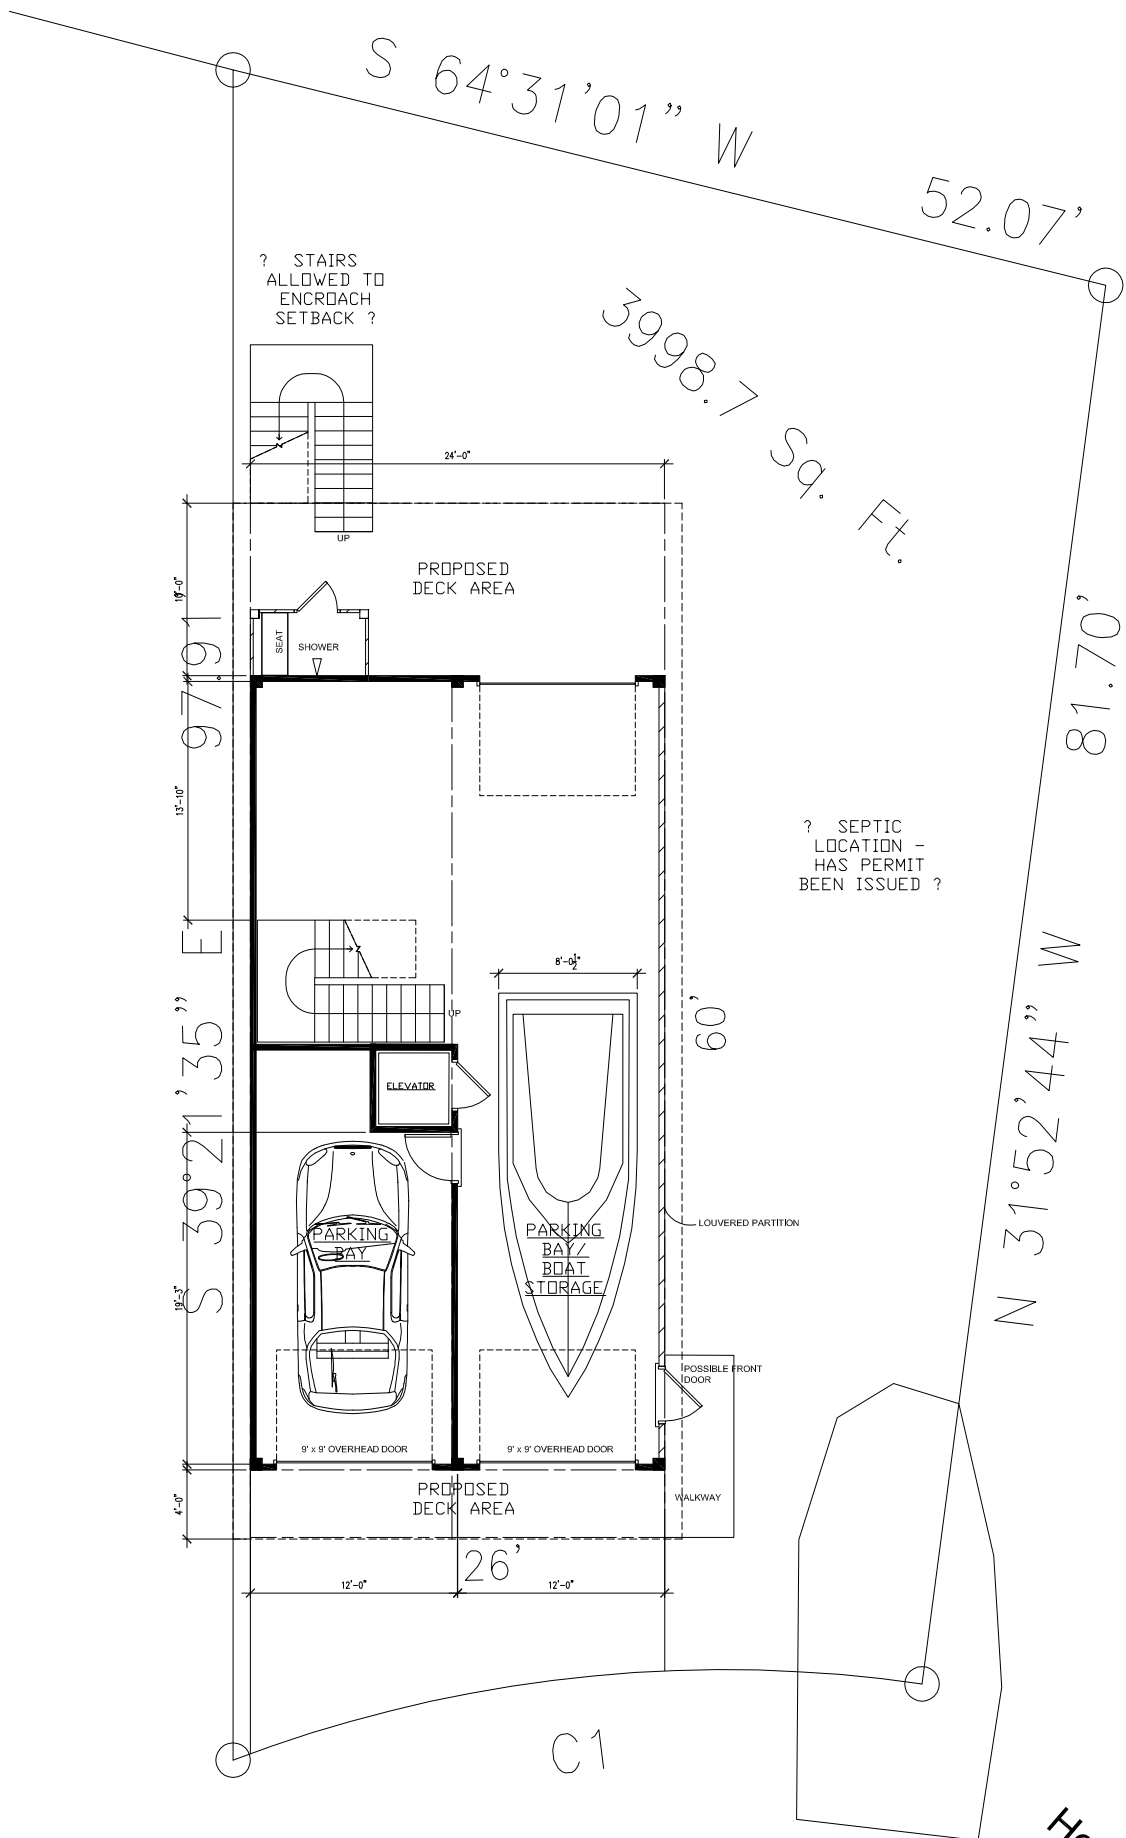 S 64°31'01" W
52.07'
? STAIRS
ALLOWED TO
ENCROACH
SETBACK ?
3998.7 Sq. Ft.
24'-0"
UP
PROPOSED
DECK AREA
SEAT
SHOWER
81.70'
N 31°52'44" W
97.79
S 39°21'35" E
13'-10"
? SEPTIC
LOCATION -
HAS PERMIT
BEEN ISSUED ?
8'-0½"
60'
UP
ELEVATOR
LOUVERED PARTITION
PARKING
BAY
PARKING
BAY/
BOAT
STORAGE
19'-3"
POSSIBLE FRONT
DOOR
9' x 9' OVERHEAD DOOR
9' x 9' OVERHEAD DOOR
PROPOSED
DECK AREA
WALKWAY
4'-0"
26'
12'-0"
12'-0"
C1